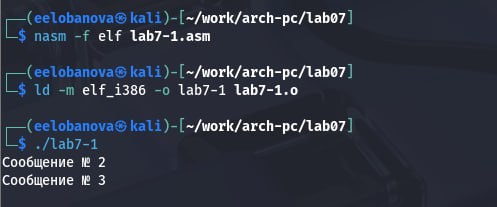 ┌──(eelobanova㉿kali)-[~/work/arch-pc/lab07]
└─$ nasm -f elf lab7-1.asm
┌──(eelobanova㉿kali)-[~/work/arch-pc/lab07]
└─$ ld -m elf_i386 -o lab7-1 lab7-1.o
┌──(eelobanova㉿kali)-[~/work/arch-pc/lab07]
└─$ ./lab7-1
Сообщение № 2
Сообщение № 3